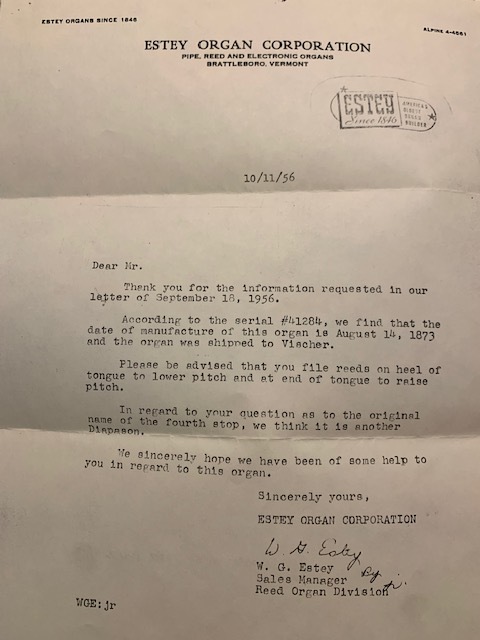 ESTEY ORGANS SINCE 1846
ALPINE 4-4561
ESTEY ORGAN CORPORATION
PIPE, REED AND ELECTRONIC ORGANS
BRATTLEBORO, VERMONT
ESTEY
Since 1846
AMERICA'S
OLDEST
ORGAN
BUILDER
10/11/56
Dear Mr.
Thank you for the information requested in our
letter of September 18, 1956.
According to the serial #41284, we find that the
date of manufacture of this organ is August 14, 1873
and the organ was shipped to Vischer.
Please be advised that you file reeds on heel of
tongue to lower pitch and at end of tongue to raise
pitch.
In regard to your question as to the original
name of the fourth stop, we think it is another
Diapason.
We sincerely hope we have been of some help to
you in regard to this organ.
Sincerely yours,
ESTEY ORGAN CORPORATION
W. G. Estey
W. G. Estey
By
Sales Manager
Reed Organ Division
WGE:jr